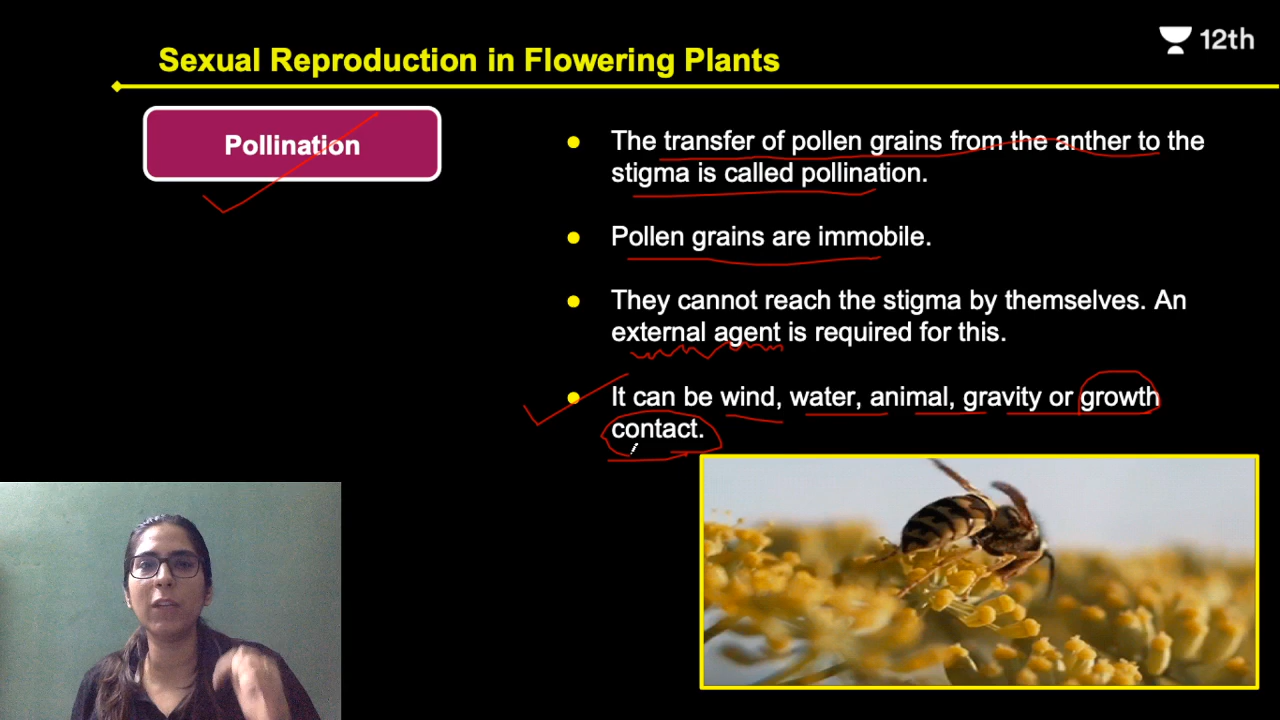 12th
Sexual Reproduction in Flowering Plants
Pollination
The transfer of pollen grains from the anther to the
stigma is called pollination.
Pollen grains are immobile.
They cannot reach the stigma by themselves. An
external agent is required for this.
It can be wind, water, animal, gravity or growth
contact.